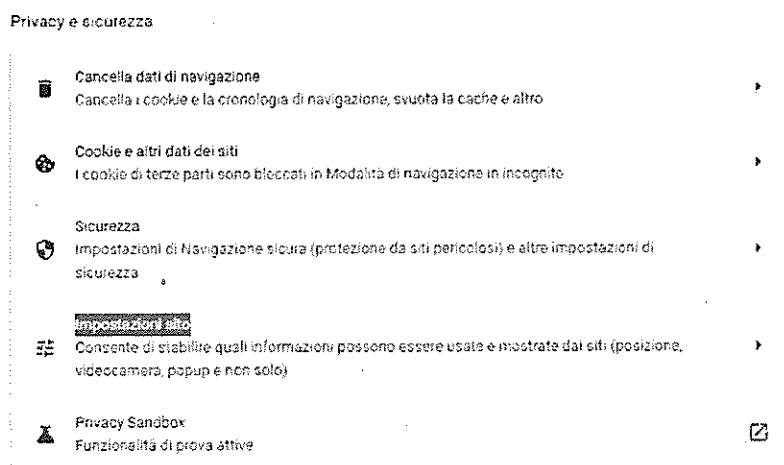 Privacy e sicurezza
Cancella dati di navigazione
Cancella i cookie e la cronologia di navigazione, svuota la cache e altro
Cookie e altri dati dei siti
I cookie di terze parti sono bloccati in Modalità di navigazione in incognito
Sicurezza
Impostazioni di Navigazione sicura (protezione da siti pericolosi) e altre impostazioni di
sicurezza
Impostazioni sito
Consente di stabilire quali informazioni possono essere usate e mostrate dai siti (posizione,
videocamera, popup e non solo)
Privacy Sandbox
Funzionalità di prova attive